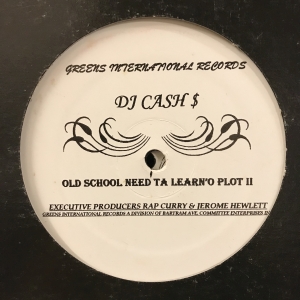 GREENS INTERNATIONAL RECORDS
DJ CASH $
OLD SCHOOL NEED TA LEARN'O PLOT II
EXECUTIVE PRODUCERS RAP CURRY & JEROME HEWLETT
GREENS INTERNATIONAL RECORDS A DIVISION OF BARTRAM AVE. COMMITTEE ENTERPRISES